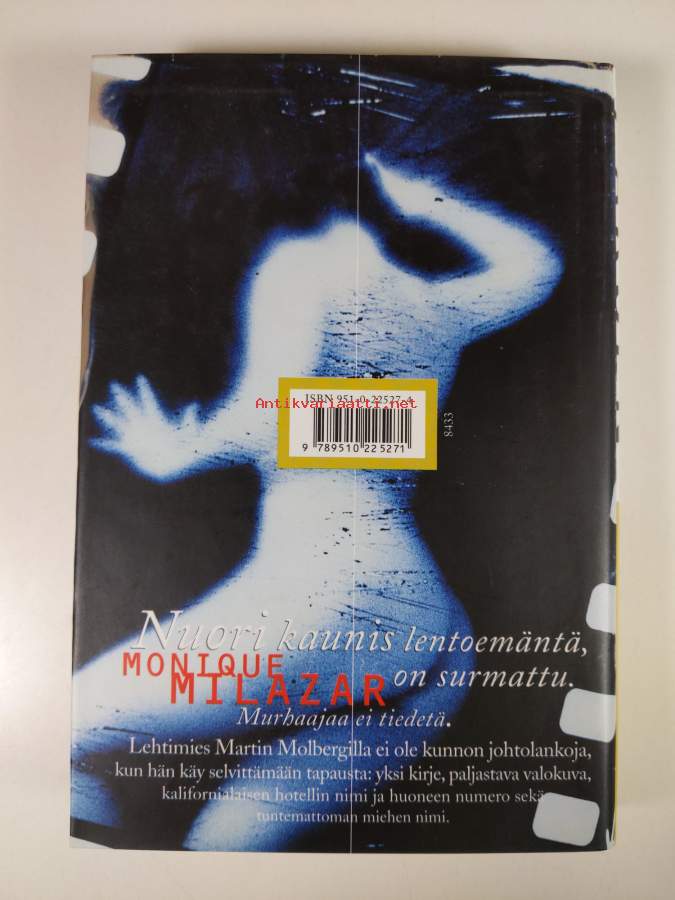 ISBN 951-0-22527-4
Antikvariaatti.net
9 789510 225271
8433
Nuori kaunis lentoemäntä,
MONIQUE
MILAZAR
on surmattu.
Murhaajaa ei tiedetä.
Lehtimies Martin Molbergilla ei ole kunnon johtolankoja,
kun hän käy selvittämään tapausta: yksi kirje, paljastava valokuva,
kalifornialaisen hotellin nimi ja huoneen numero sekä
tuntemattoman miehen nimi.